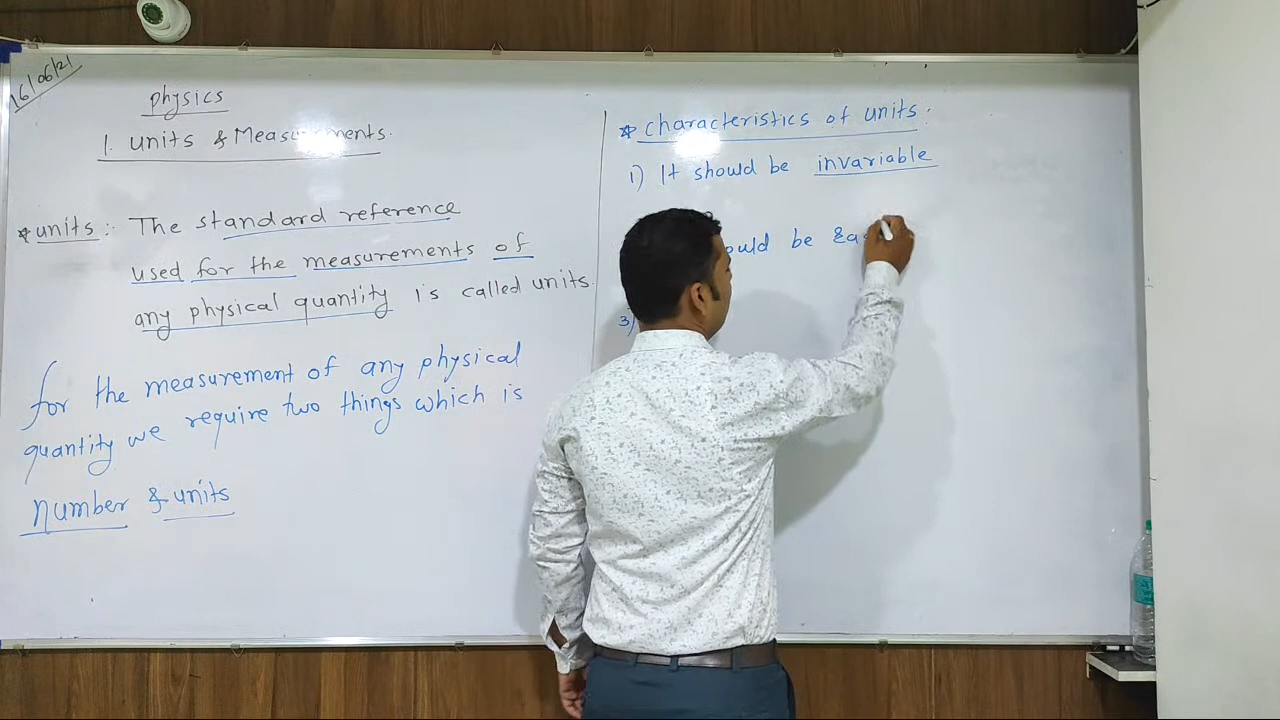 16/06/21
physics
1. units & Measurements.
* units :- The standard reference
used for the measurements of
any physical quantity is called units.
for the measurement of any physical
quantity we require two things which is
number & units
* characteristics of units :
1) It should be invariable
be
3)